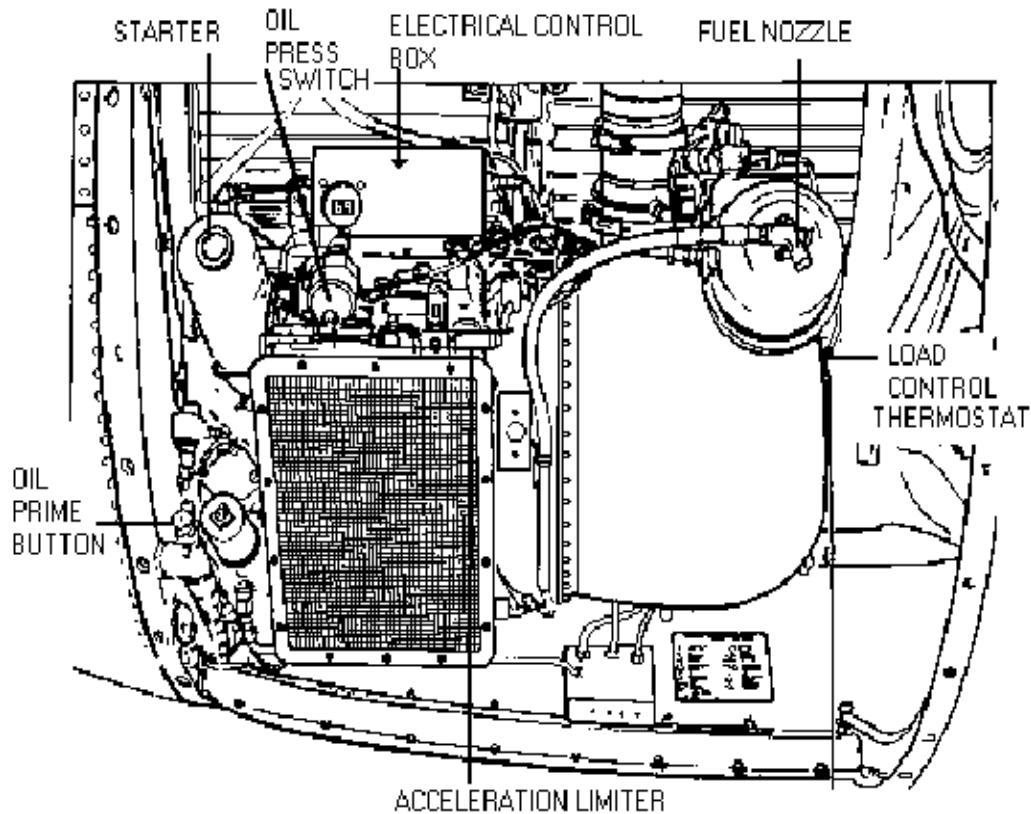 STARTER
OIL
PRESS
SWITCH
ELECTRICAL CONTROL
BOX
FUEL NOZZLE
LOAD
CONTROL
THERMOSTAT
OIL
PRIME
BUTTON
ACCELERATION LIMITER